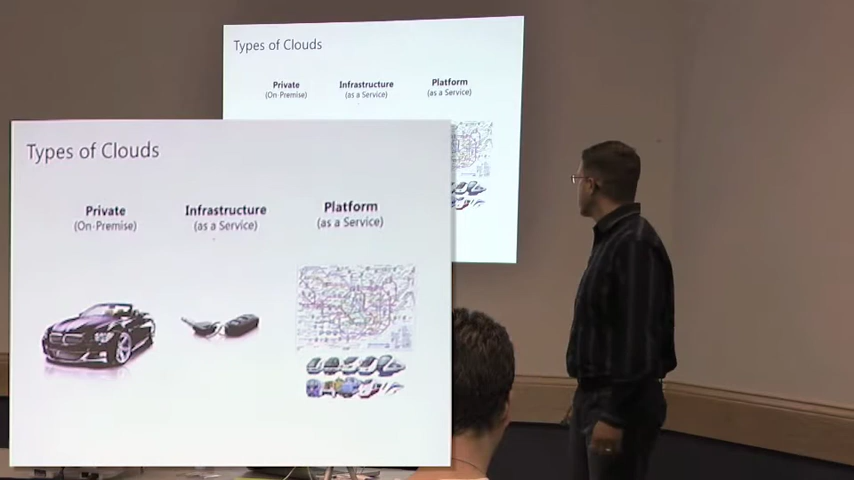 Types of Clouds
Private
(On-Premise)
Infrastructure
(as a Service)
Platform
(as a Service)
Types of Clouds
Private
(On-Premise)
Infrastructure
(as a Service)
Platform
(as a Service)